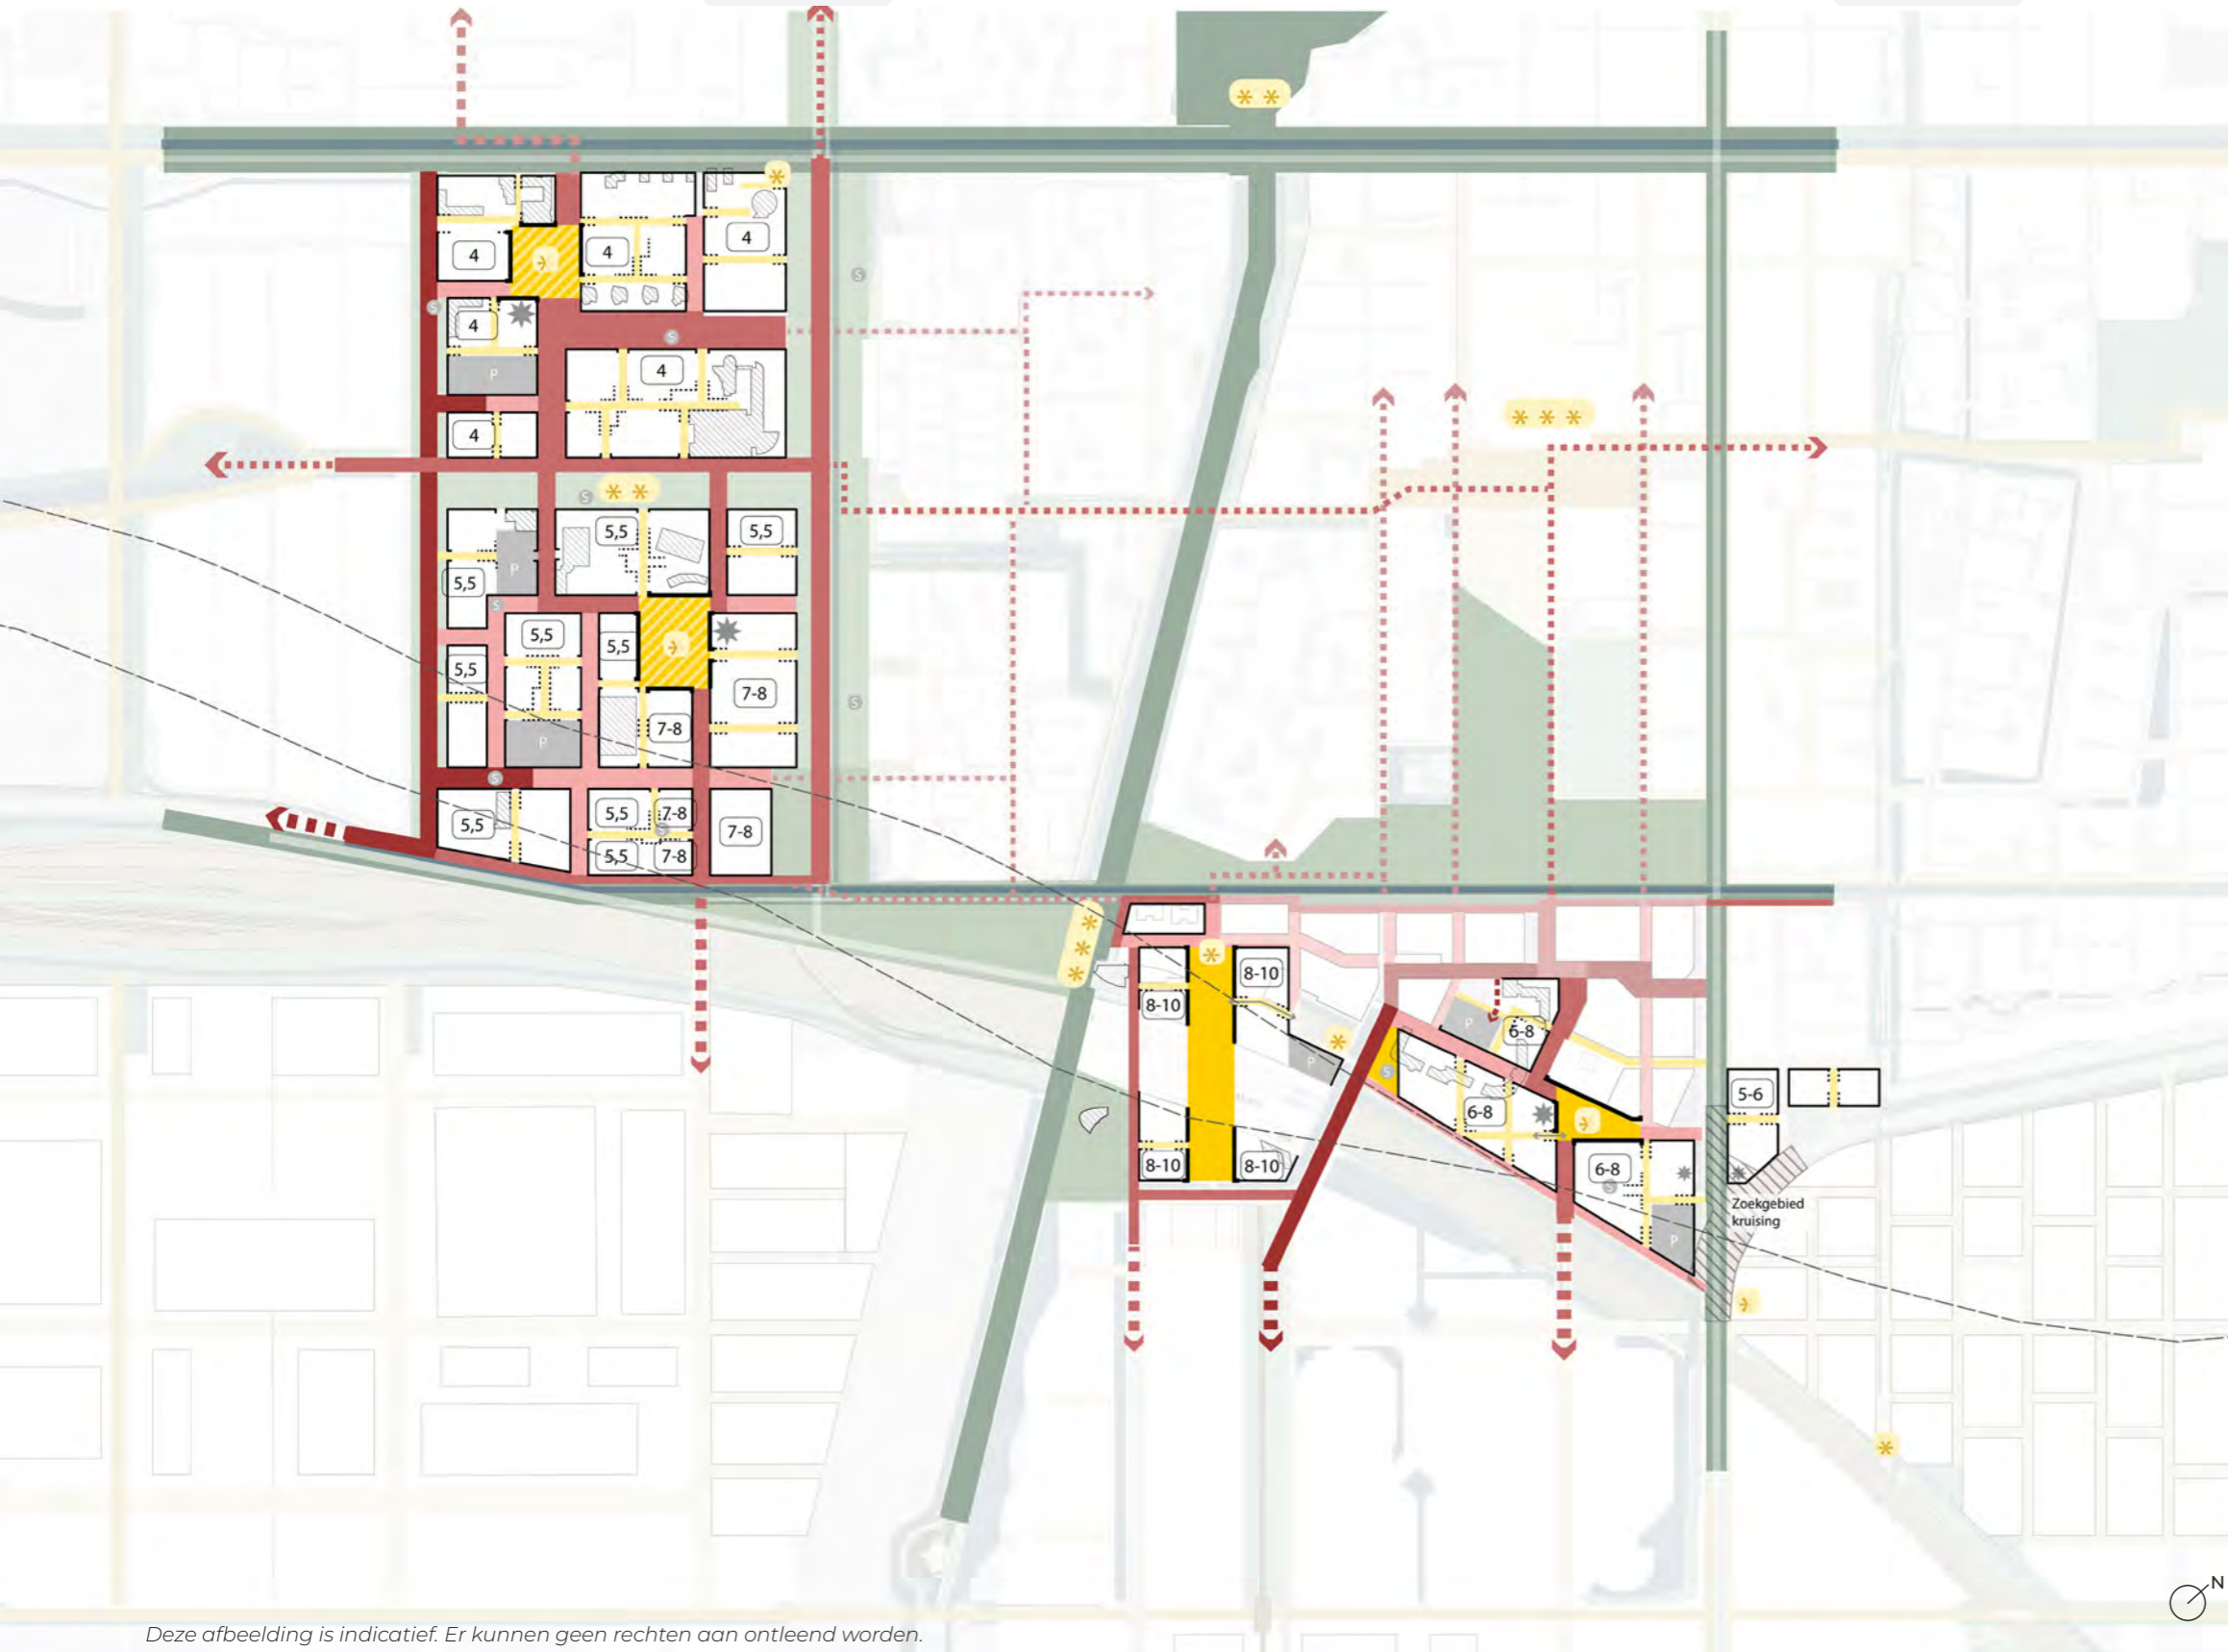 4
4
4
4
4
4
5,5
5,5
5,5
5,5
5,5
5,5
7-8
7-8
5,5
5,5
7-8
5,5
7-8
7-8
P
P
P
S
S
S
S
S
S
S
S
8-10
8-10
8-10
8-10
P
P
6-8
S
6-8
6-8
S
P
5-6
Zoekgebied
kruising
N
Deze afbeelding is indicatief. Er kunnen geen rechten aan ontleend worden.